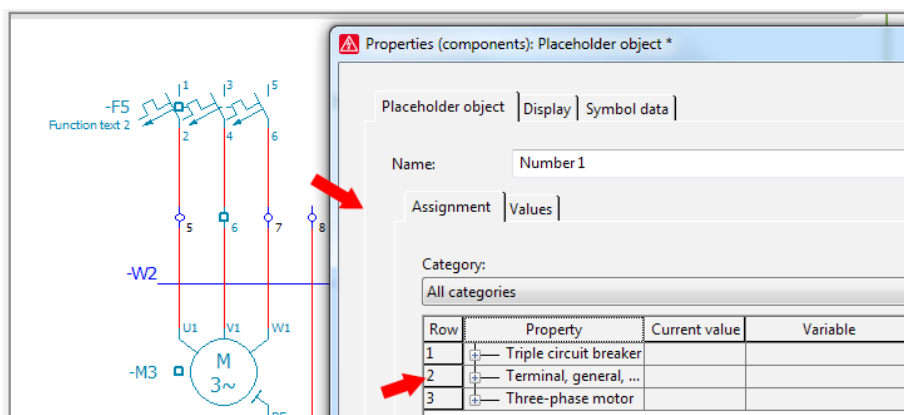 Properties (components): Placeholder object *
Placeholder object Display Symbol data
Name: Number 1
Assignment Values
Category:
All categories
Row Property Current value Variable
1 Triple circuit breaker
2 Terminal, general, ...
3 Three-phase motor
1 3 5
-F5
Function text 2
2 4 6
5 6 7 8
-W2
U1 V1 W1
-M3
M
3~